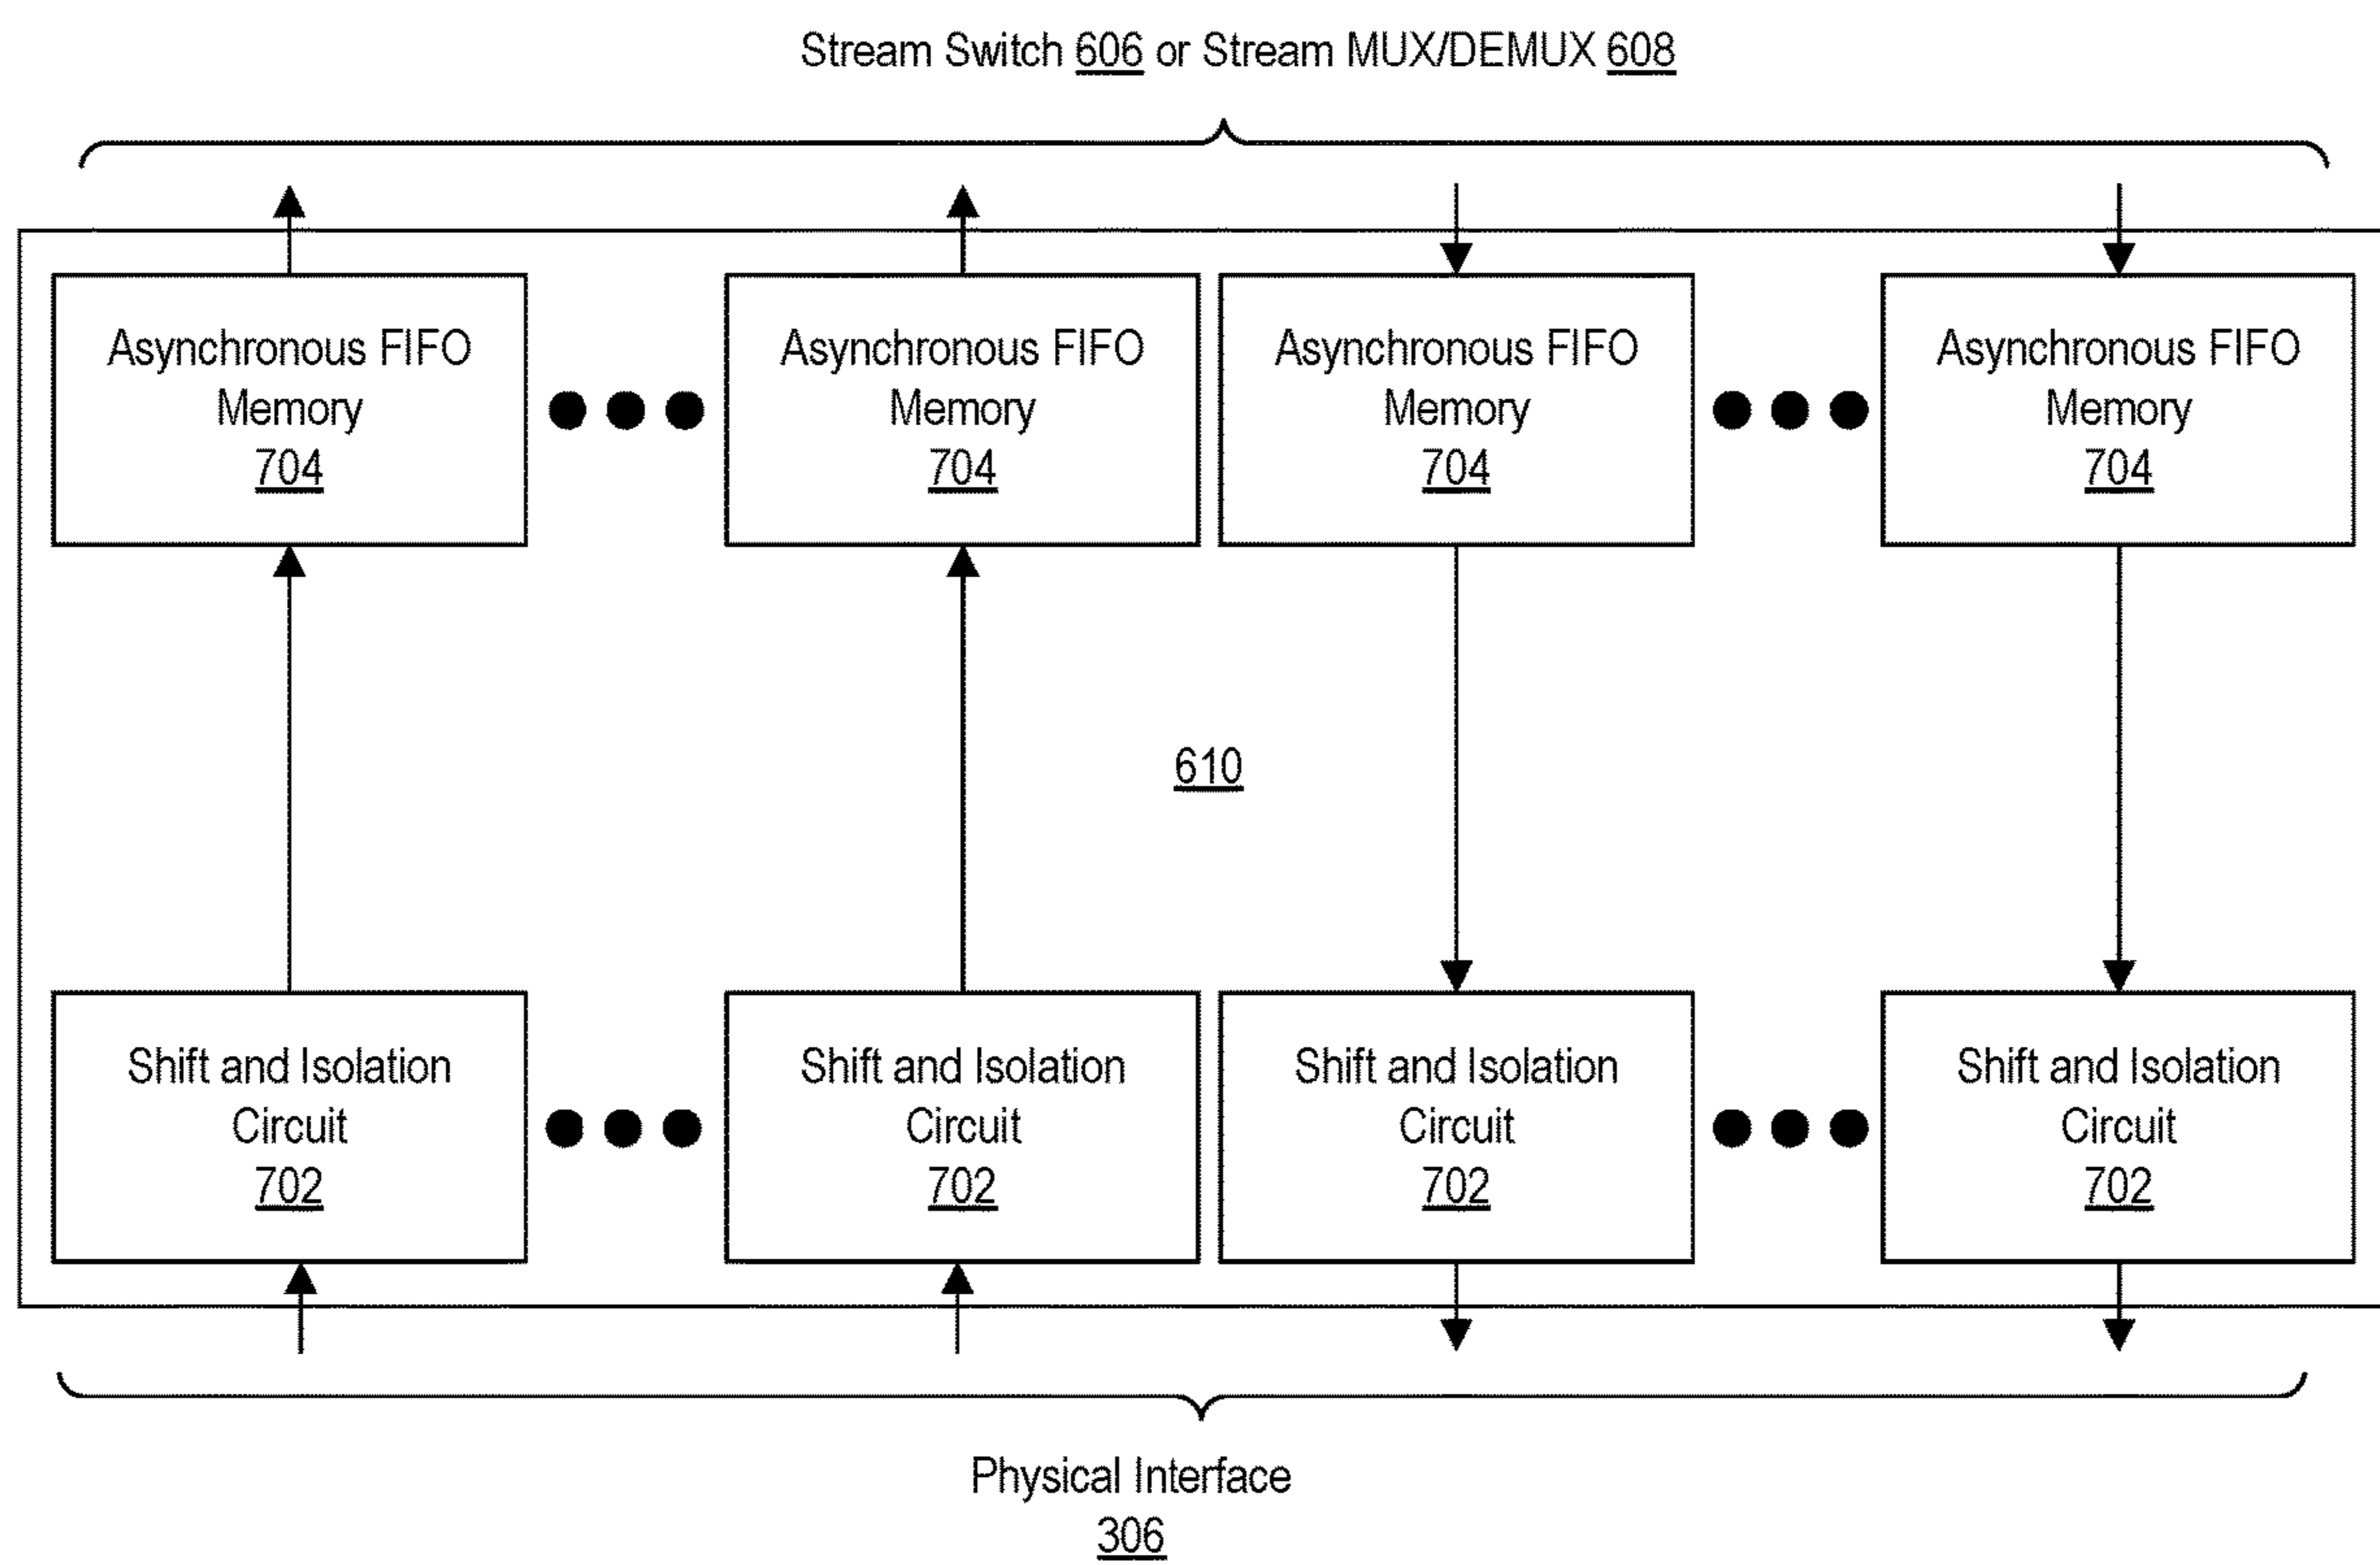 Stream Switch 606 or Stream MUX/DEMUX 608
Asynchronous FIFO
Memory
704
Asynchronous FIFO
Memory
704
Asynchronous FIFO
Memory
704
Asynchronous FIFO
Memory
704
610
Shift and Isolation
Circuit
702
Shift and Isolation
Circuit
702
Shift and Isolation
Circuit
702
Shift and Isolation
Circuit
702
Physical Interface
306